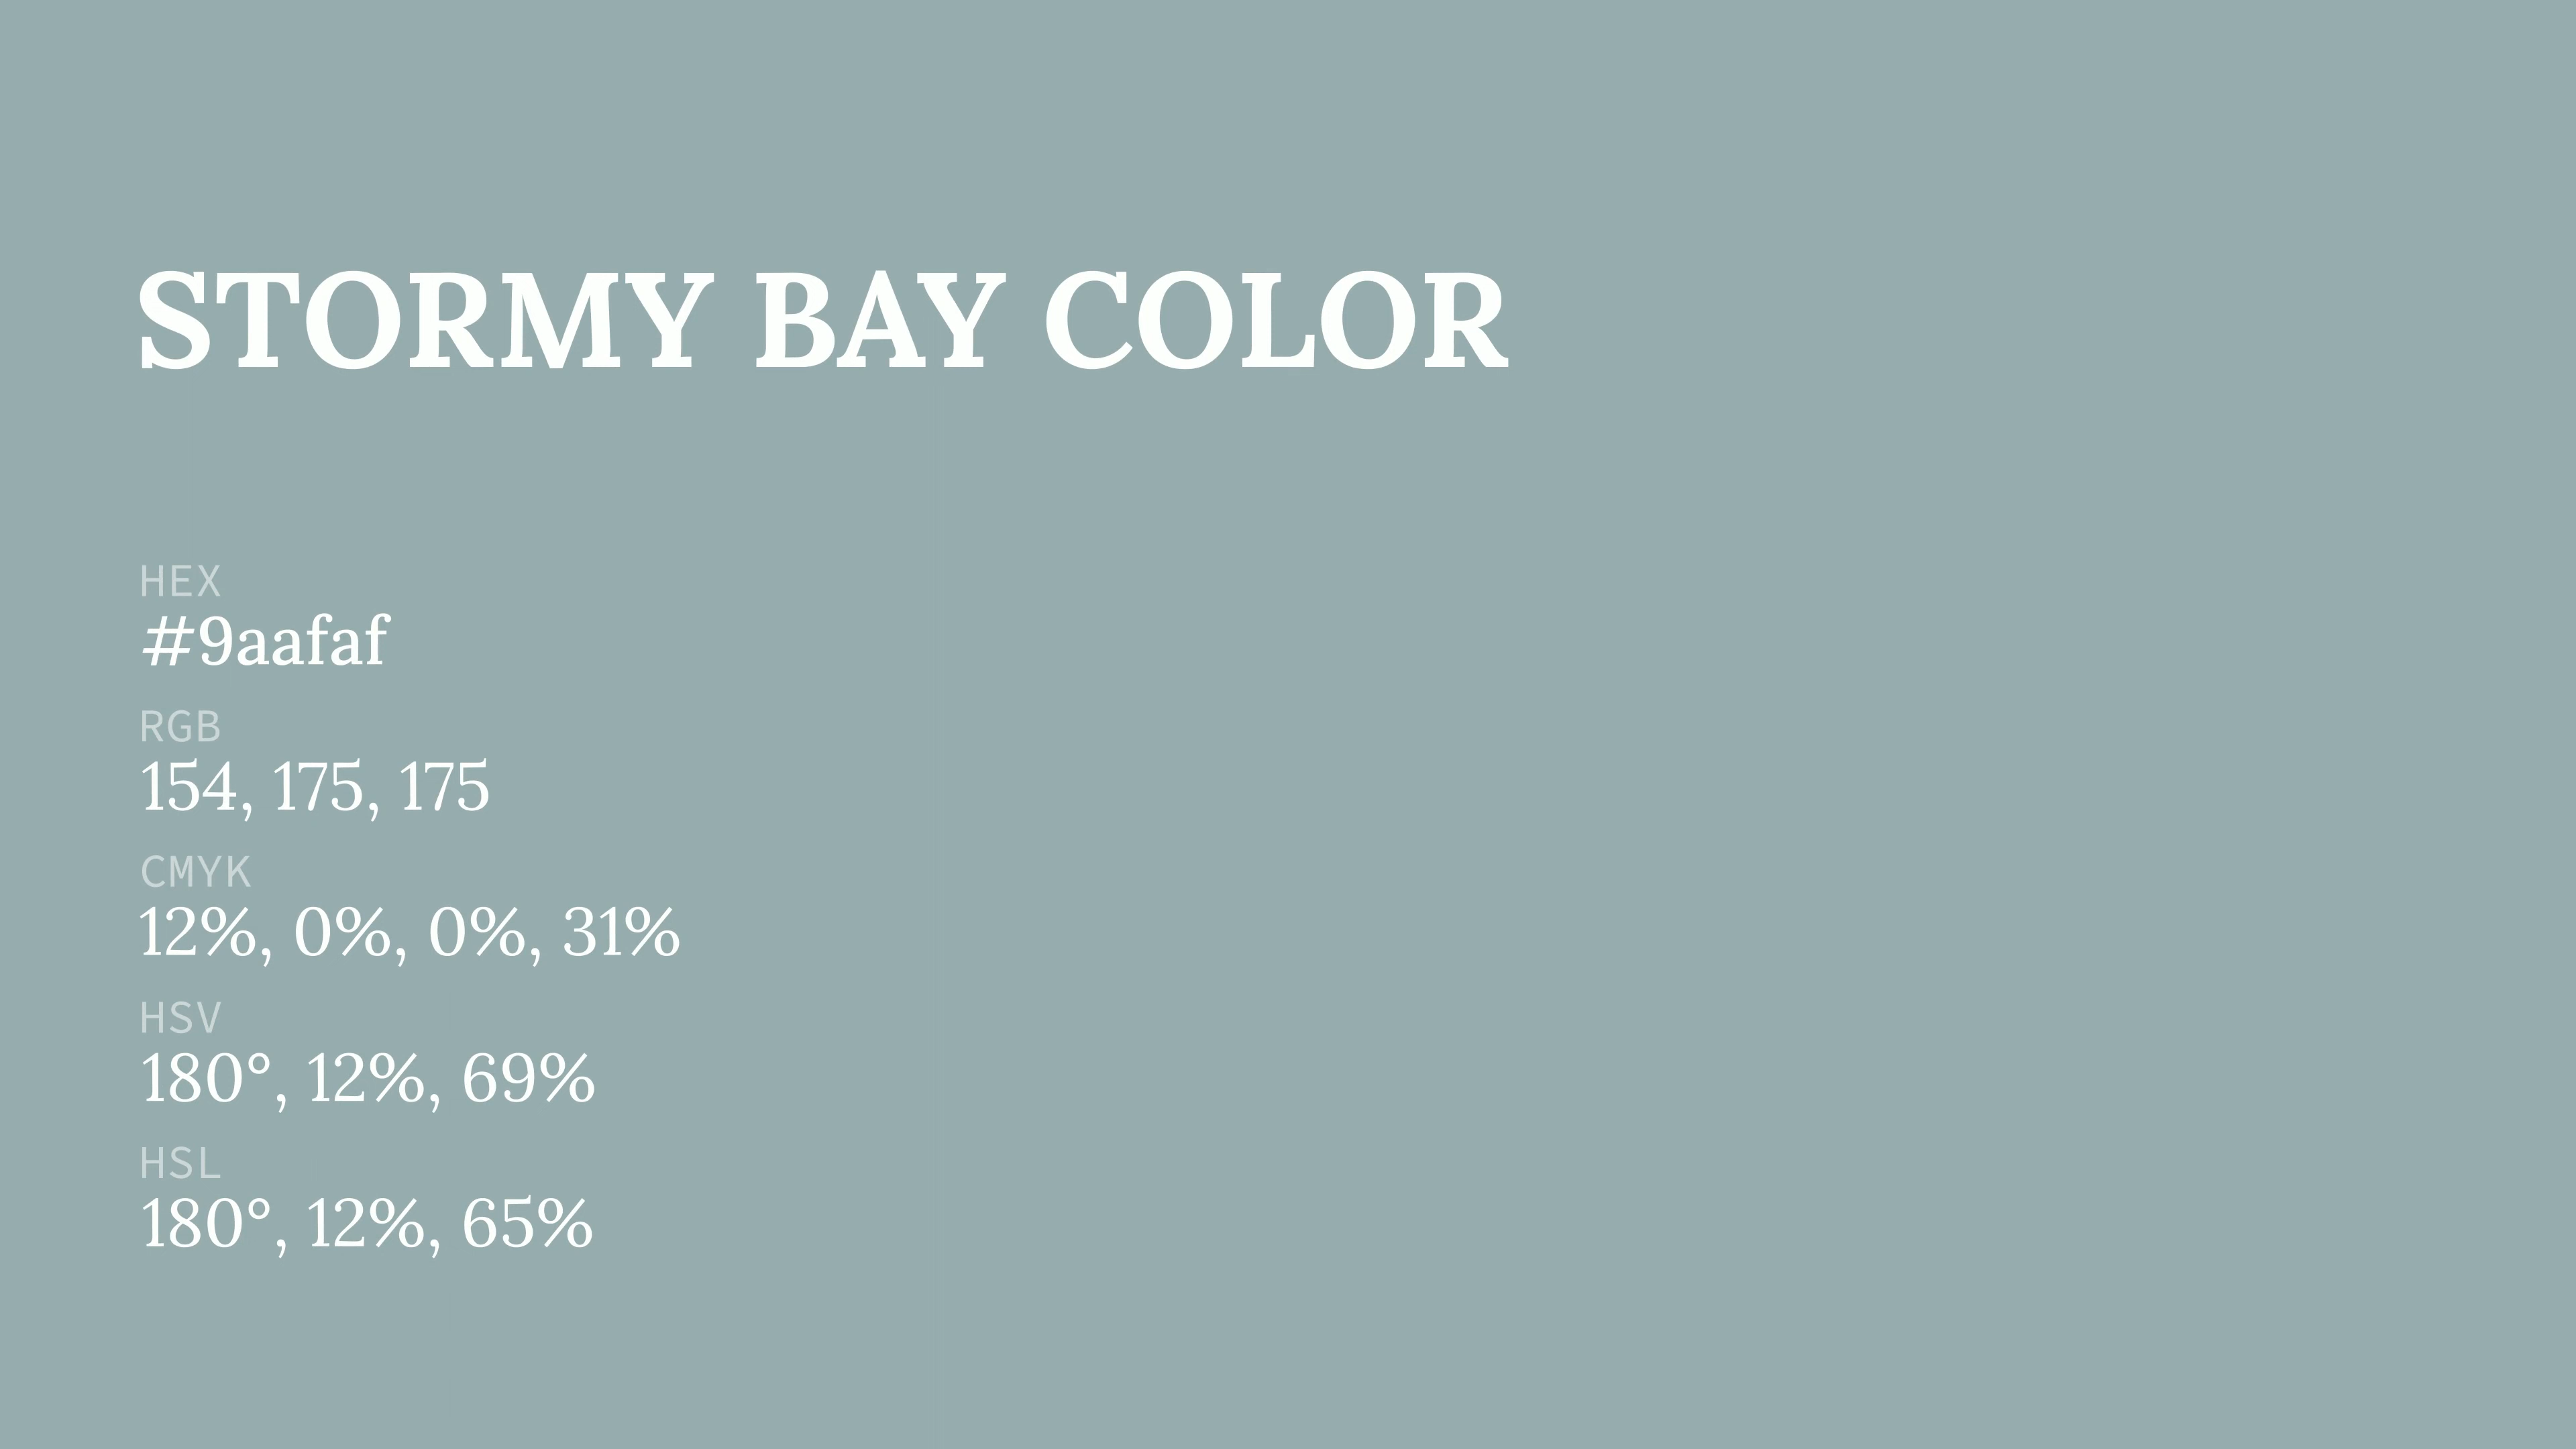 STORMY BAY COLOR
HEX
#9aafaf
RGB
154, 175, 175
CMYK
12%, 0%, 0%, 31%
HSV
180°, 12%, 69%
HSL
180°, 12%, 65%